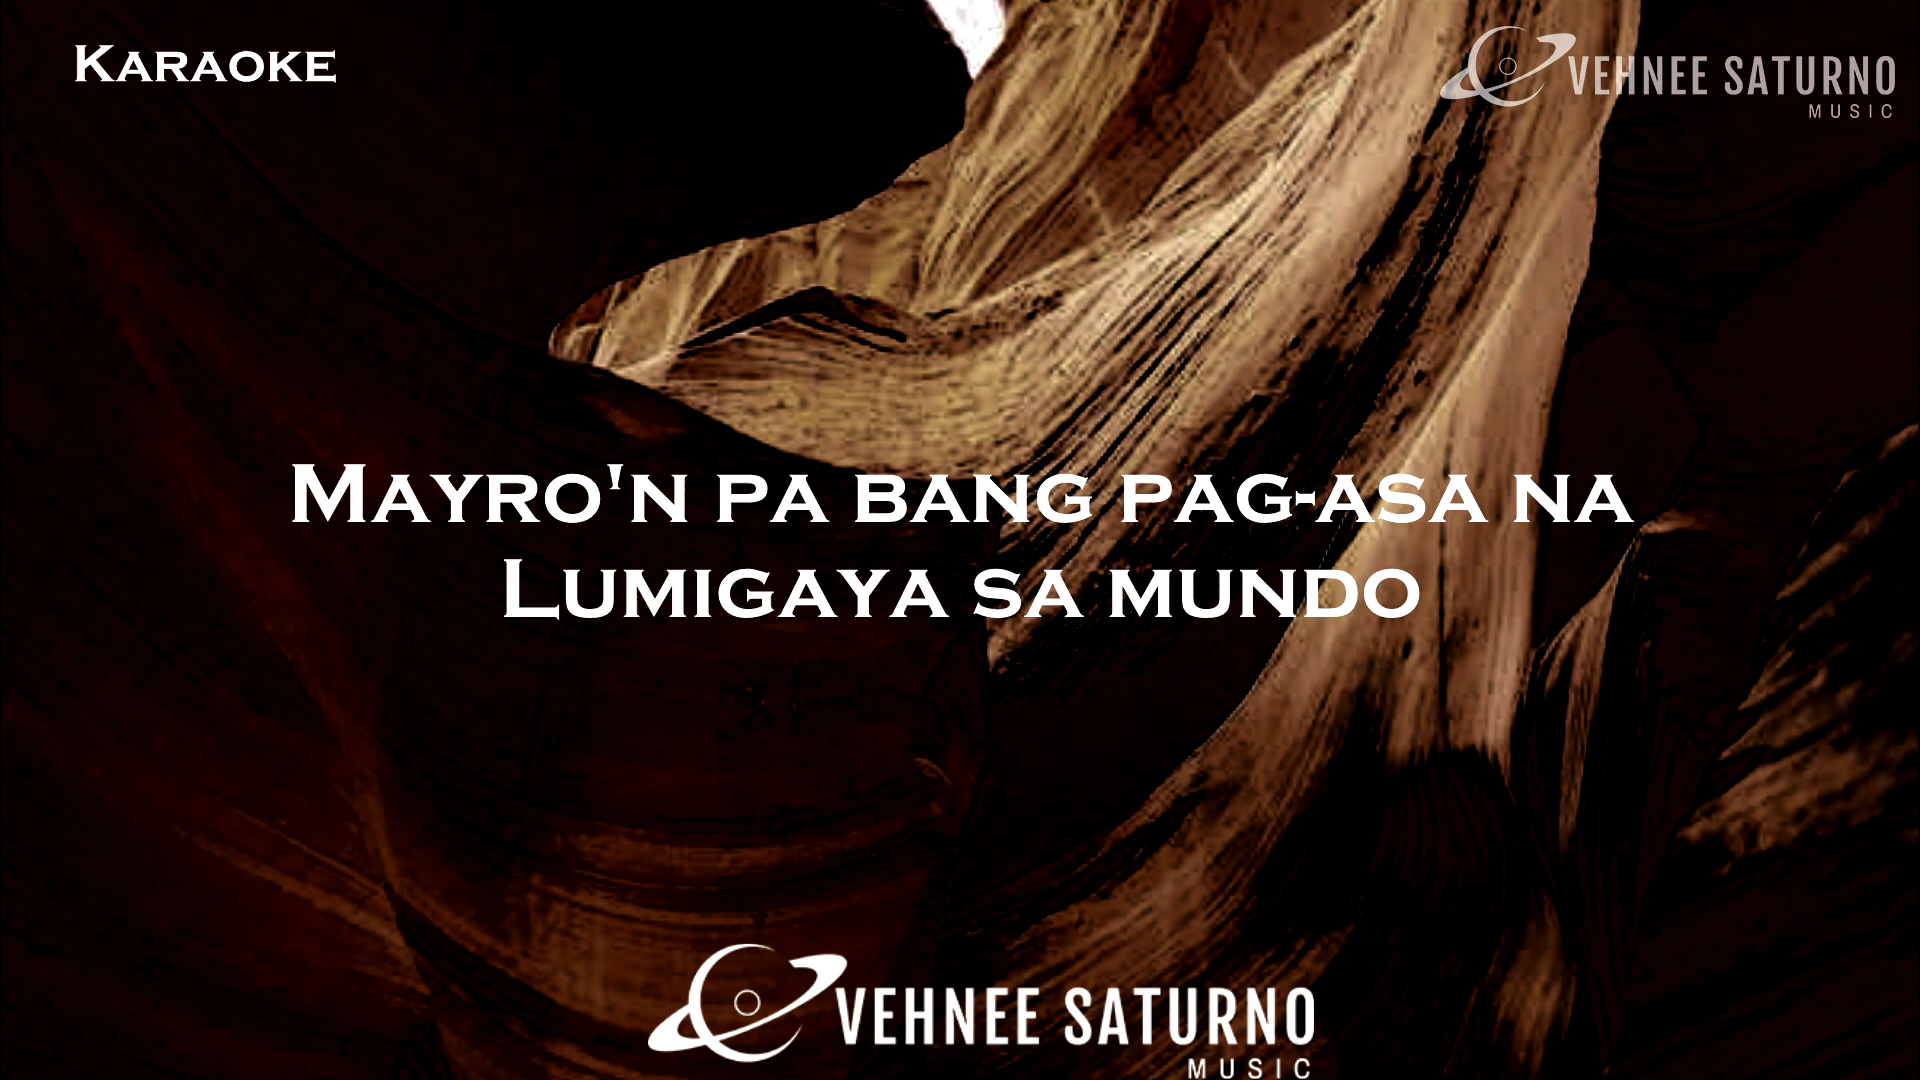 Karaoke
VEHNEE SATURNO
MUSIC
Mayro'n pa bang pag-asa na
Lumigaya sa mundo
VEHNEE SATURNO
MUSIC